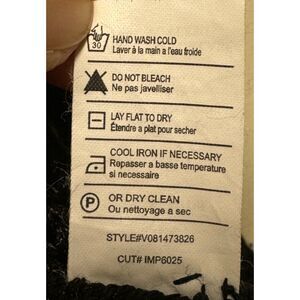 30
HAND WASH COLD
Laver à la main a l'eau froide
DO NOT BLEACH
Ne pas javelliser
LAY FLAT TO DRY
Étendre a plat pour secher
COOL IRON IF NECESSARY
Repasser a basse temperature
si necessaire
P
OR DRY CLEAN
Ou nettoyage a sec
STYLE#V081473826
CUT# IMP6025